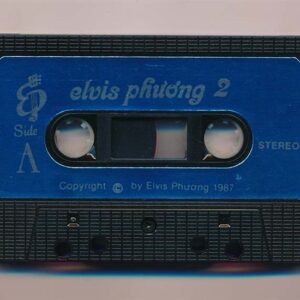 elvis phương 2
Side
A
STEREO
Copyright by Elvis Phương 1987